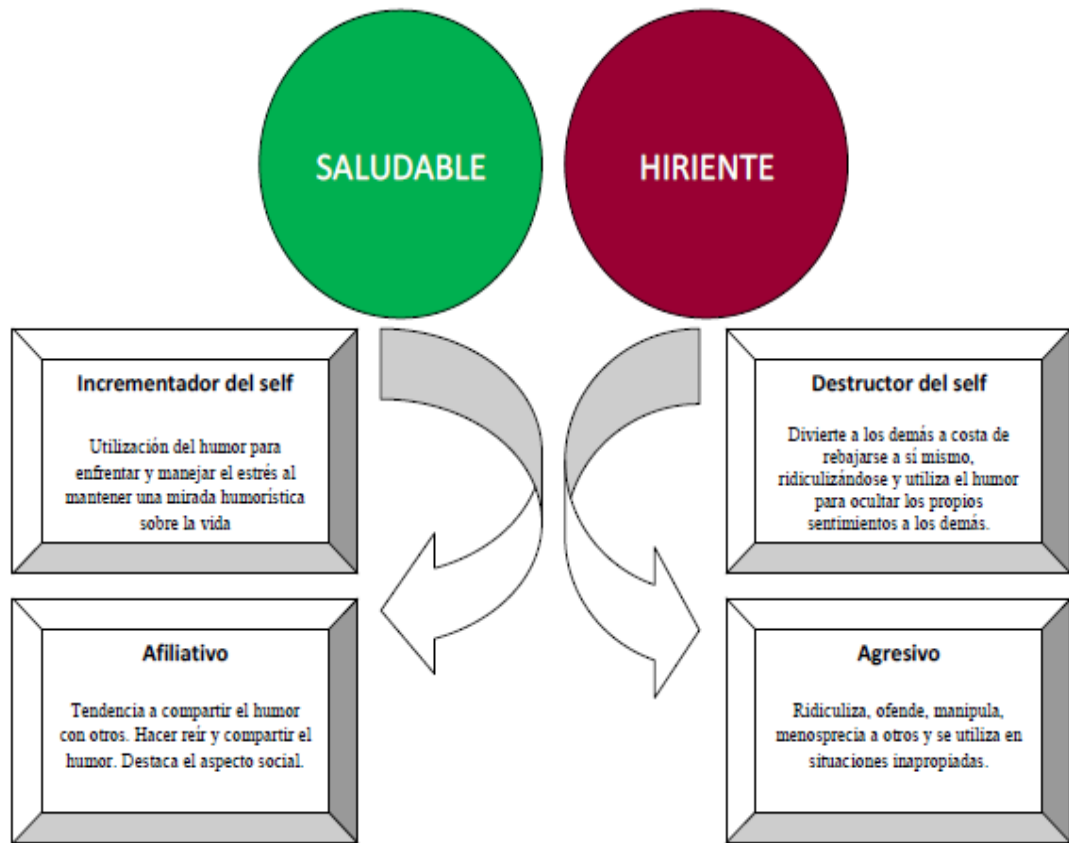 SALUDABLE
HIRIENTE
Incrementador del self
Utilización del humor para
enfrentar y manejar el estrés al
mantener una mirada humorística
sobre la vida
Destructor del self
Divierte a los demás a costa de
rebajarse a sí mismo,
ridiculizándose y utiliza el humor
para ocultar los propios
sentimientos a los demás.
Afiliativo
Tendencia a compartir el humor
con otros. Hacer reír y compartir el
humor. Destaca el aspecto social.
Agresivo
Ridiculiza, ofende, manipula,
menosprecia a otros y se utiliza en
situaciones inapropiadas.